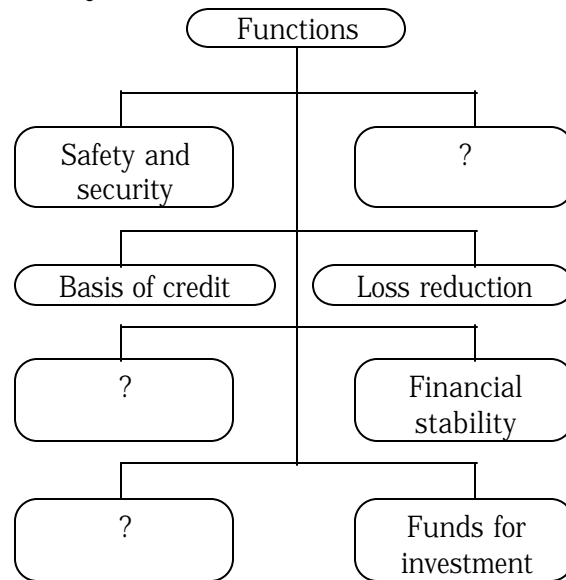 Functions
Safety and
security
?
Basis of credit
Loss reduction
?
Financial
stability
?
Funds for
investment